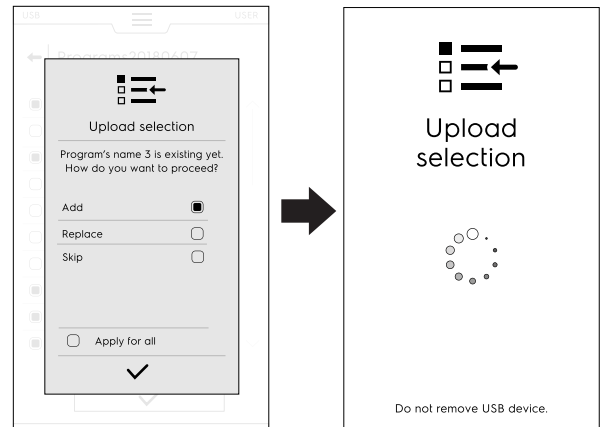 USB USER
Programs20180607
Upload selection
Program's name 3 is existing yet.
How do you want to proceed?
Add
Replace
Skip
Apply for all
Upload
selection
Do not remove USB device.